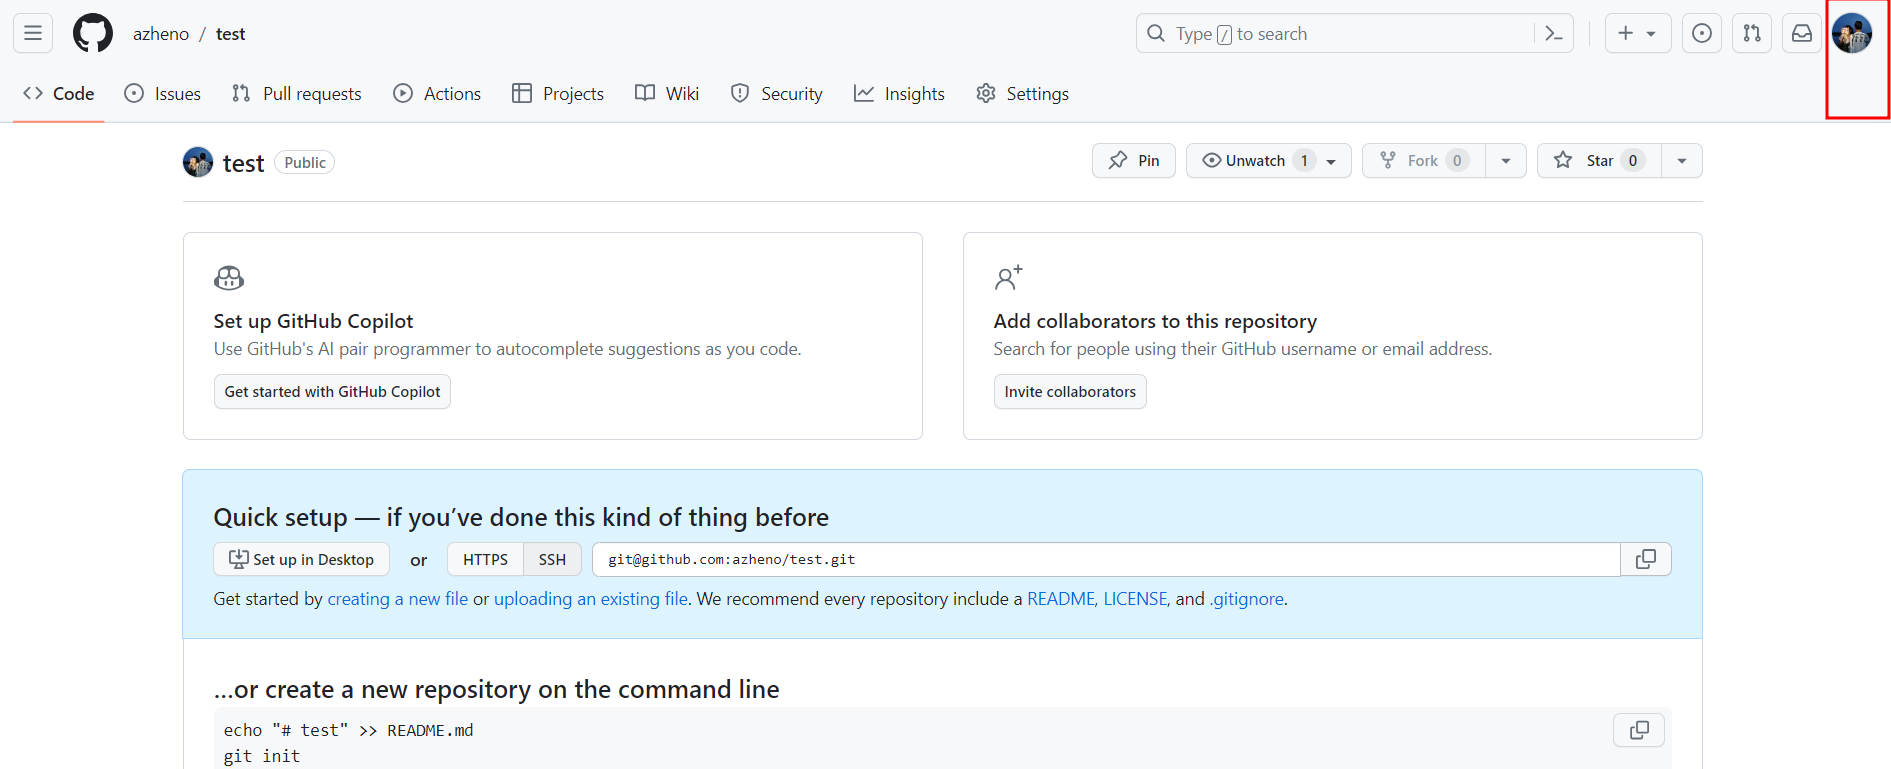 azheno / test
Type / to search
Code Issues Pull requests Actions Projects Wiki Security Insights Settings
test Public
Pin Unwatch 1 Fork 0 Star 0
Set up GitHub Copilot
Use GitHub's AI pair programmer to autocomplete suggestions as you code.
Get started with GitHub Copilot
Add collaborators to this repository
Search for people using their GitHub username or email address.
Invite collaborators
Quick setup — if you’ve done this kind of thing before
Set up in Desktop or HTTPS SSH git@github.com:azheno/test.git
Get started by creating a new file or uploading an existing file. We recommend every repository include a README, LICENSE, and .gitignore.
…or create a new repository on the command line
echo "# test" >> README.md
git init